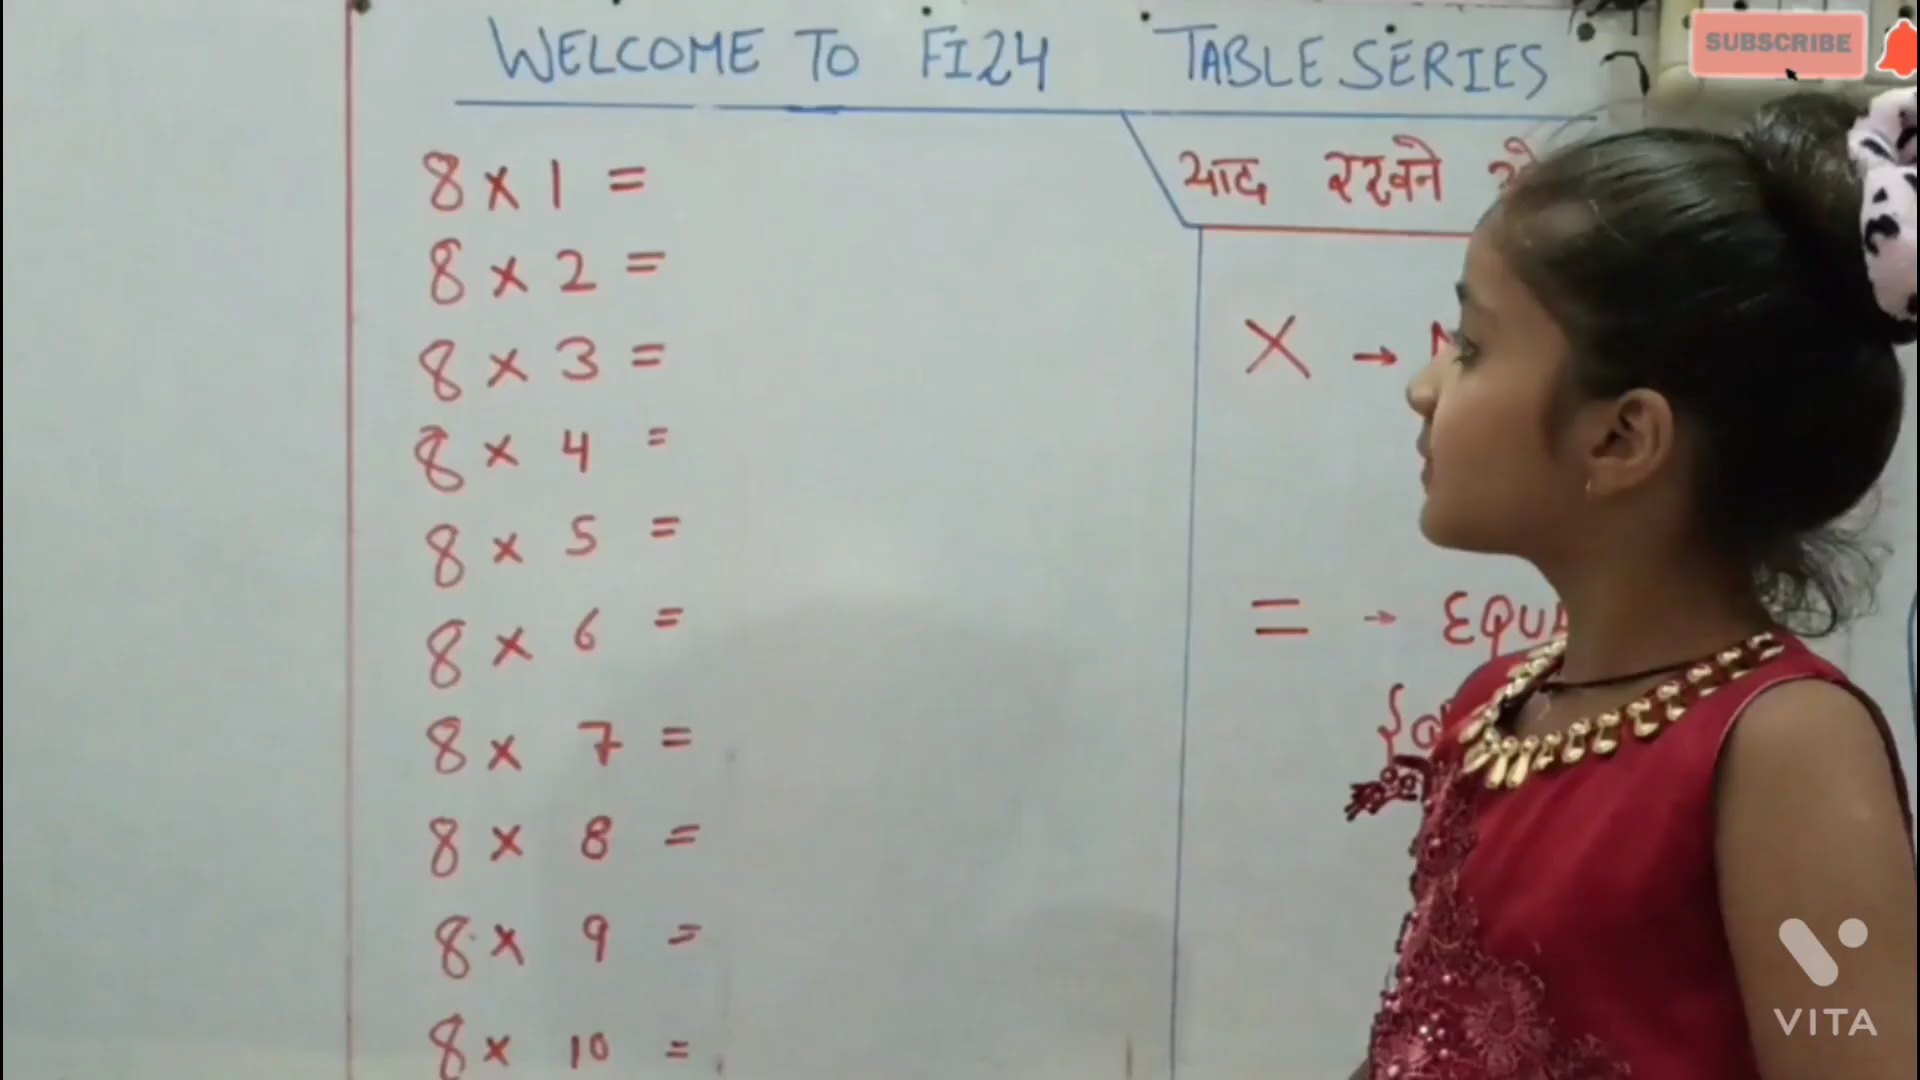 WELCOME TO FI24 TABLE SERIES
SUBSCRIBE
याद रखने
8 × 1 =
8 × 2 =
8 × 3 =
8 × 4 =
8 × 5 =
8 × 6 =
8 × 7 =
8 × 8 =
8 × 9 =
8 × 10 =
× →
= →
VITA